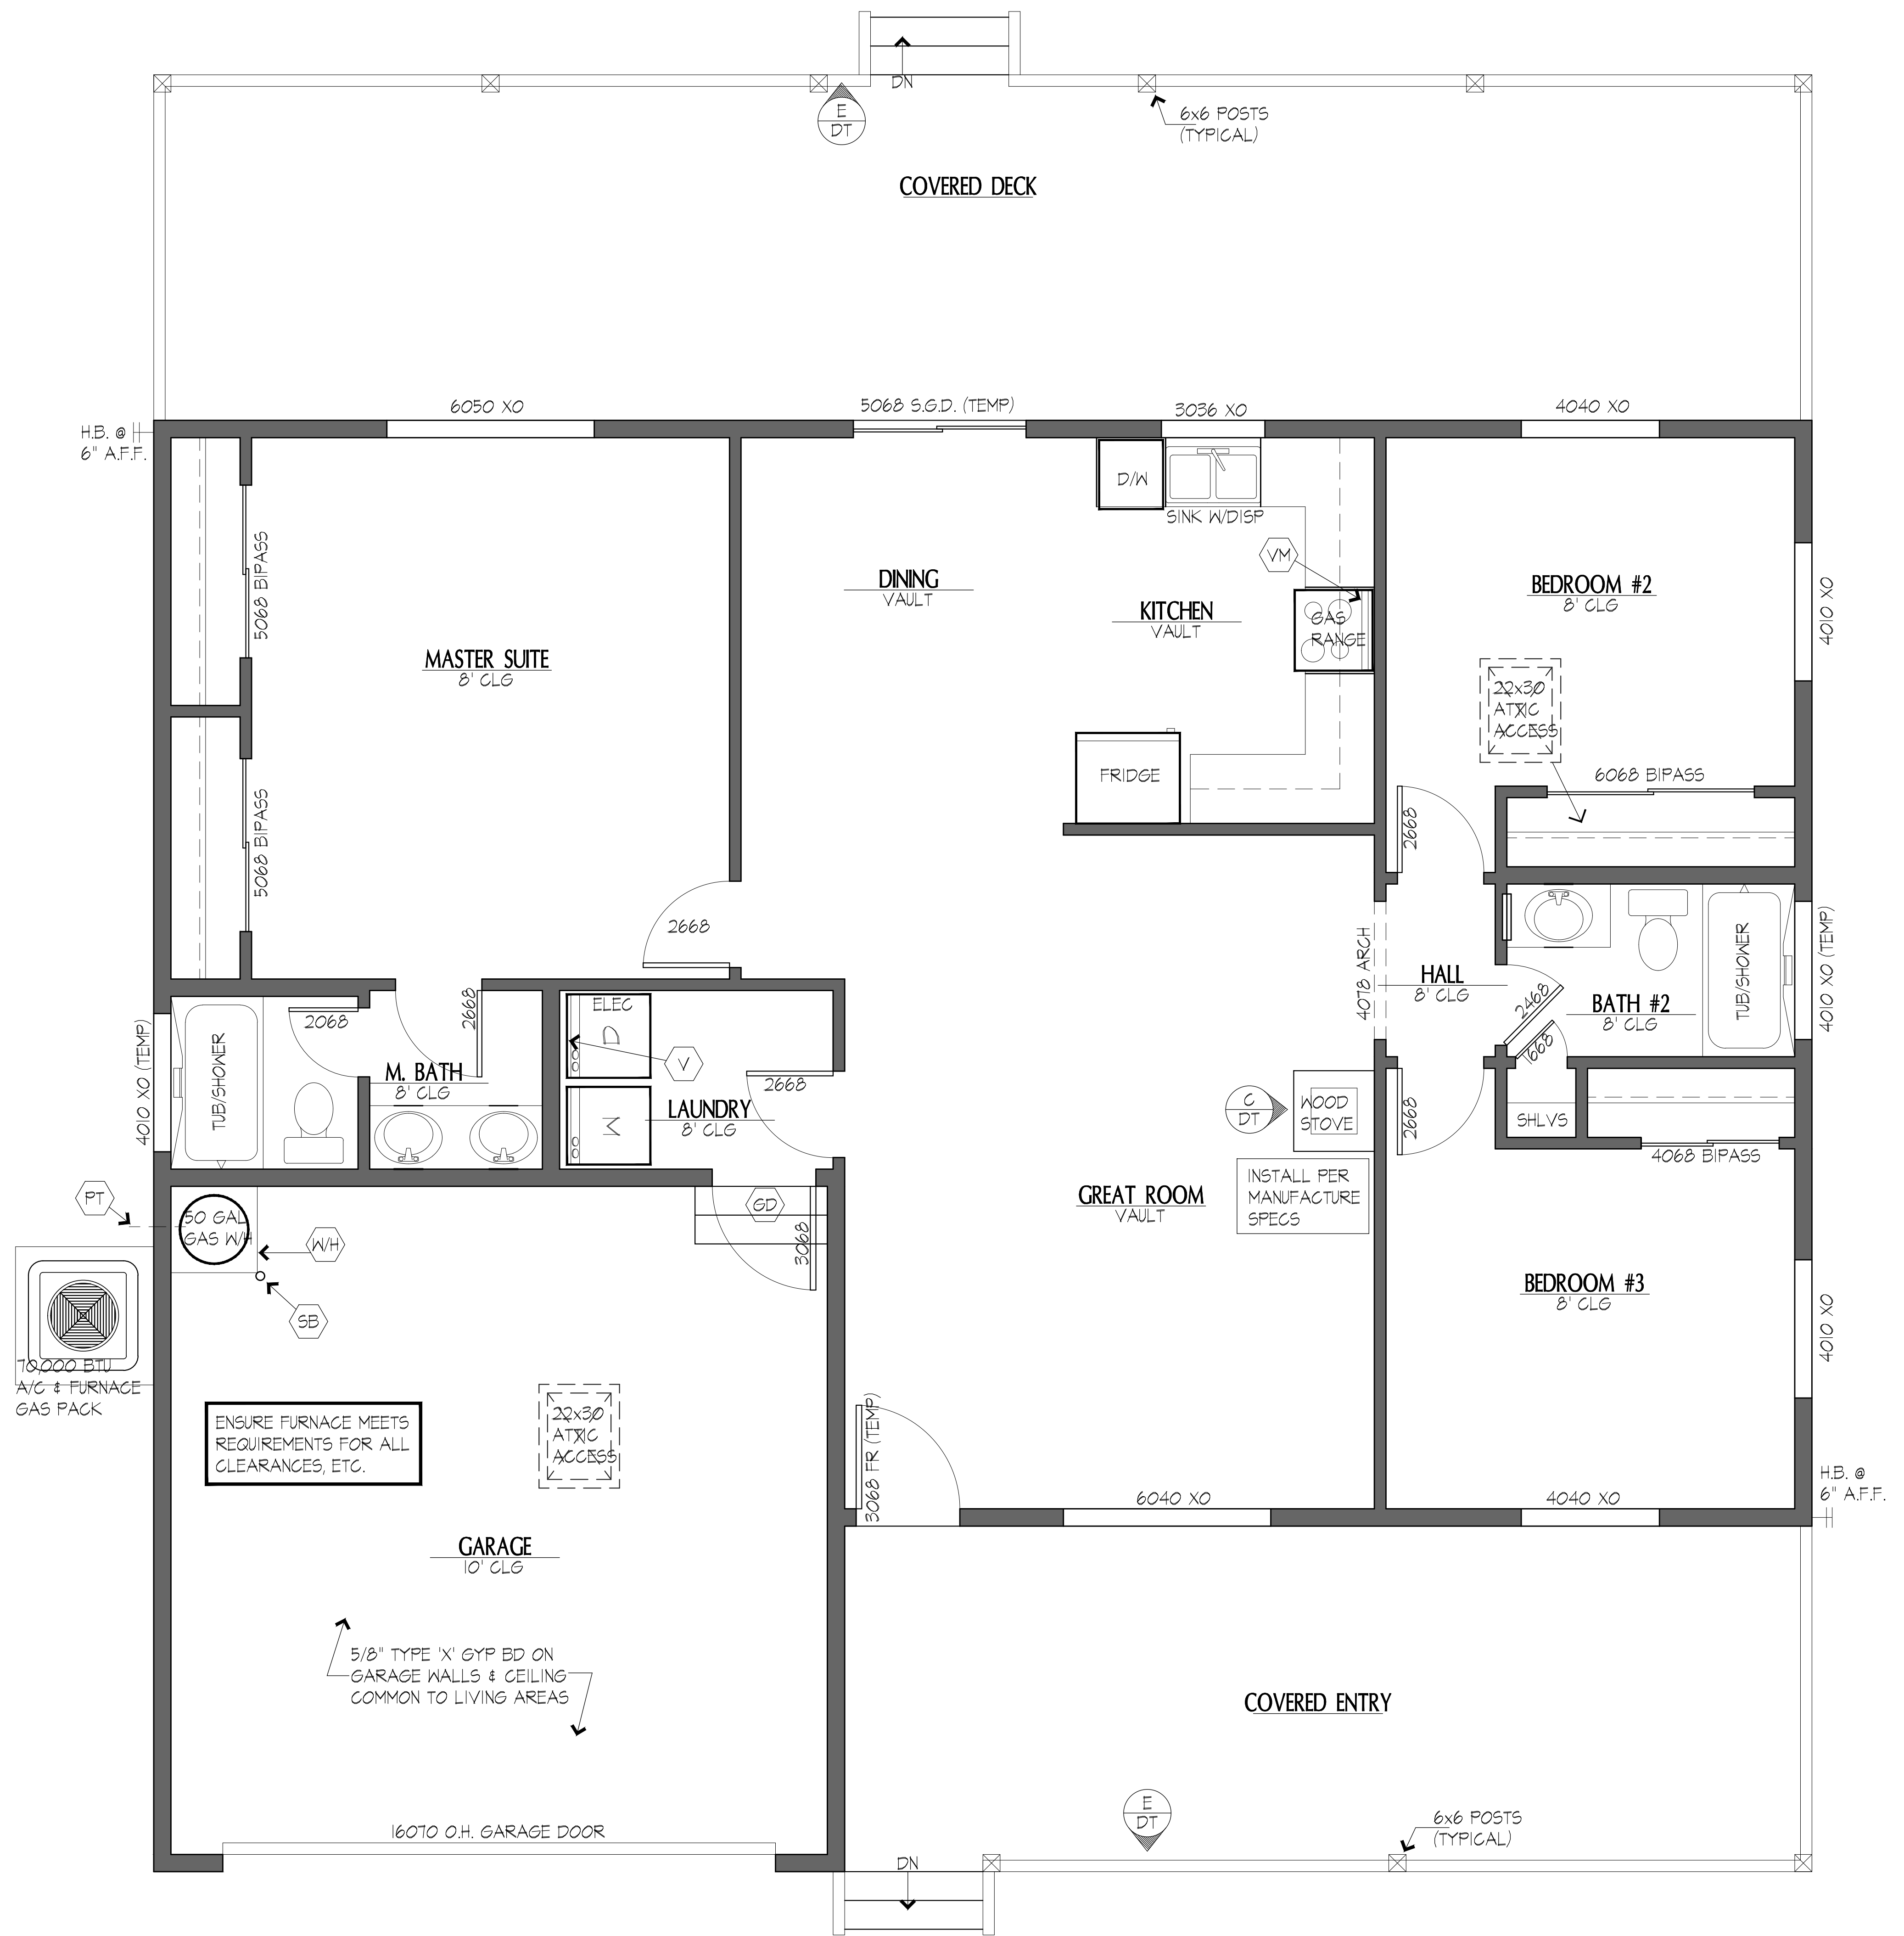 DN
E
DT
6x6 POSTS
(TYPICAL)
COVERED DECK
6050 XO
5068 S.G.D. (TEMP)
3036 XO
4040 XO
H.B. @
6" A.F.F.
D/W
SINK W/DISP
5068 BIPASS
VM
DINING
VAULT
KITCHEN
VAULT
GAS
RANGE
BEDROOM #2
8' CLG
4010 XO
MASTER SUITE
8' CLG
22x30
ATTIC
ACCESS
FRIDGE
6068 BIPASS
5068 BIPASS
2668
2668
4078 ARCH
HALL
8' CLG
2468
BATH #2
8' CLG
TUB/SHOWER
4010 XO (TEMP)
1668
2068
2668
ELEC
D
V
4010 XO (TEMP)
TUB/SHOWER
M. BATH
8' CLG
2668
LAUNDRY
8' CLG
W
C
DT
WOOD
STOVE
2668
SHLVS
4068 BIPASS
INSTALL PER
MANUFACTURE
SPECS
GREAT ROOM
VAULT
PT
50 GAL
GAS W/H
W/H
GD
3068
SB
BEDROOM #3
8' CLG
4010 XO
70,000 BTU
A/C & FURNACE
GAS PACK
ENSURE FURNACE MEETS
REQUIREMENTS FOR ALL
CLEARANCES, ETC.
22x30
ATTIC
ACCESS
3068 FR (TEMP)
6040 XO
4040 XO
H.B. @
6" A.F.F.
GARAGE
10' CLG
5/8" TYPE 'X' GYP BD ON
GARAGE WALLS & CEILING
COMMON TO LIVING AREAS
COVERED ENTRY
16070 O.H. GARAGE DOOR
E
DT
6x6 POSTS
(TYPICAL)
DN